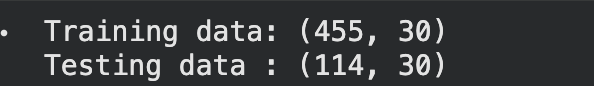 Training data: (455, 30)
Testing data : (114, 30)